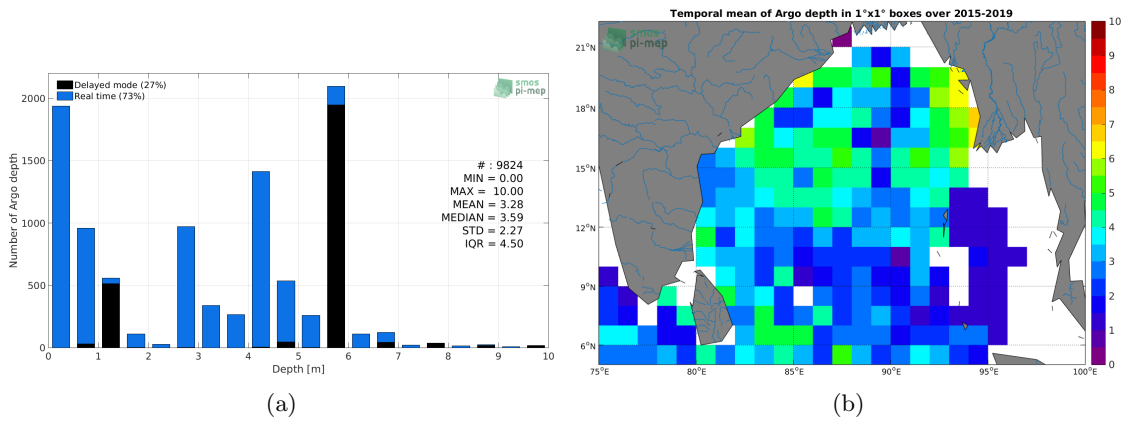 Delayed mode (27%)
Real time (73%)
smos
pi-mep
# : 9824
MIN = 0.00
MAX = 10.00
MEAN = 3.28
MEDIAN = 3.59
STD = 2.27
IQR = 4.50
Number of Argo depth
2000
1500
1000
500
0
0 1 2 3 4 5 6 7 8 9 10
Depth [m]
(a)
Temporal mean of Argo depth in 1°x1° boxes over 2015-2019
smos
pi-mep
21°N
18°N
15°N
12°N
9°N
6°N
75°E 80°E 85°E 90°E 95°E 100°E
10
9
8
7
6
5
4
3
2
1
0
(b)